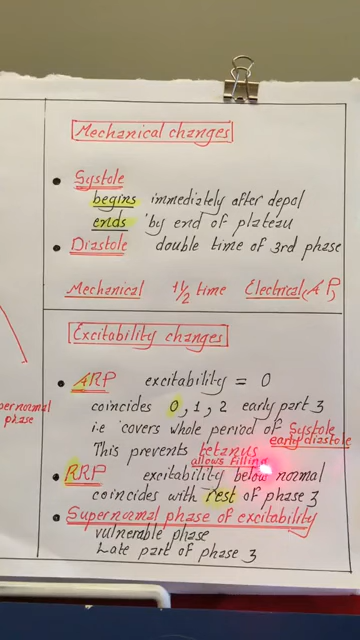 Mechanical changes
• Systole
begins immediately after depol
ends by end of plateau
• Diastole double time of 3rd phase
Mechanical 1½ time Electrical (AP)
Excitability changes
• ARP excitability = 0
coincides 0, 1, 2 early part 3
i.e covers whole period of Systole
early diastole
This prevents tetanus
allows filling
• RRP excitability below normal
coincides with rest of phase 3
• Supernormal phase of excitability
vulnerable phase
Late part of phase 3
pernormal
phase